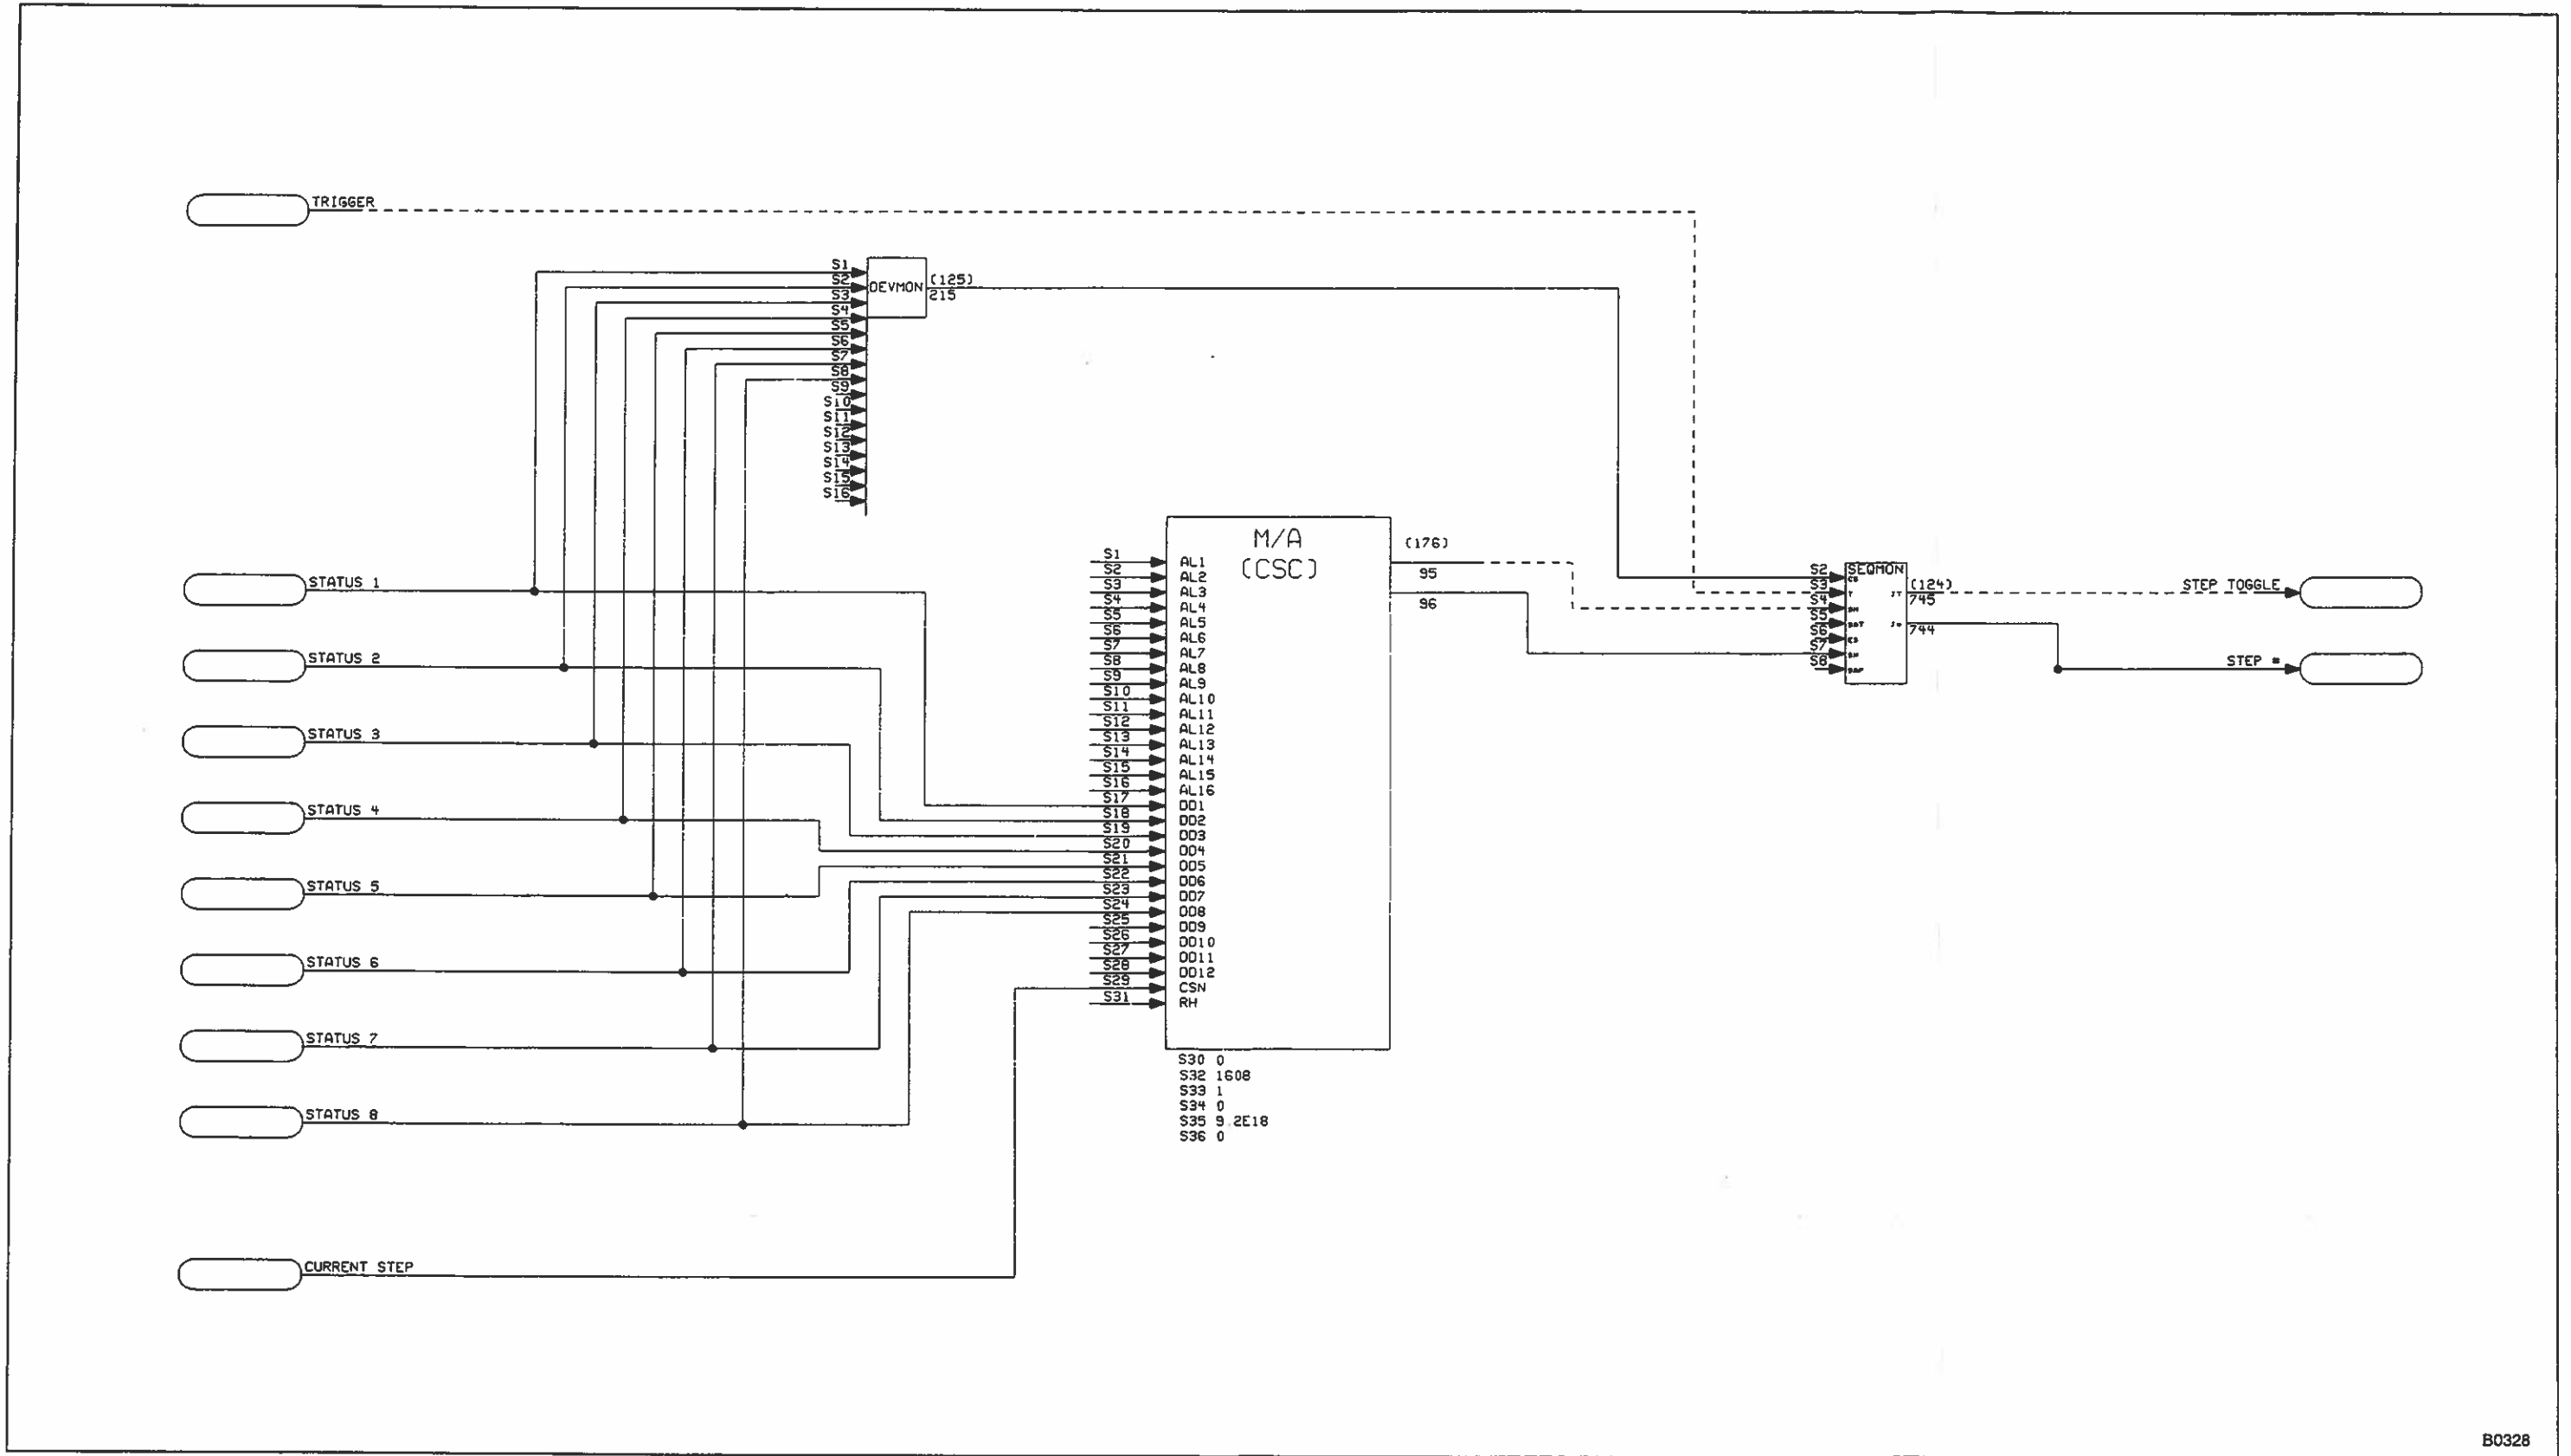 TRIGGER
S1
S2
S3
S4
S5
S6
S7
S8
S9
S10
S11
S12
S13
S14
S15
S16
DEVMON
(125)
215
STATUS 1
STATUS 2
STATUS 3
STATUS 4
STATUS 5
STATUS 6
STATUS 7
STATUS 8
CURRENT STEP
M/A
(CSC)
S1 AL1
S2 AL2
S3 AL3
S4 AL4
S5 AL5
S6 AL6
S7 AL7
S8 AL8
S9 AL9
S10 AL10
S11 AL11
S12 AL12
S13 AL13
S14 AL14
S15 AL15
S16 AL16
S17 DD1
S18 DD2
S19 DD3
S20 DD4
S21 DD5
S22 DD6
S23 DD7
S24 DD8
S25 DD9
S26 DD10
S27 DD11
S28 DD12
S29 CSN
S31 RH
(176)
95
96
S30 0
S32 1608
S33 1
S34 0
S35 9.2E18
S36 0
SEQMON
S2 CS
S3 T
S4
S5
S6
S7
S8
(124)
745
744
STEP TOGGLE
STEP #
B0328